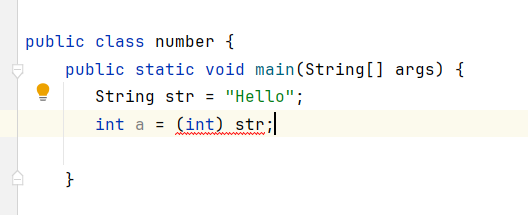 public class number {
    public static void main(String[] args) {
       String str = "Hello";
       int a = (int) str;
    }